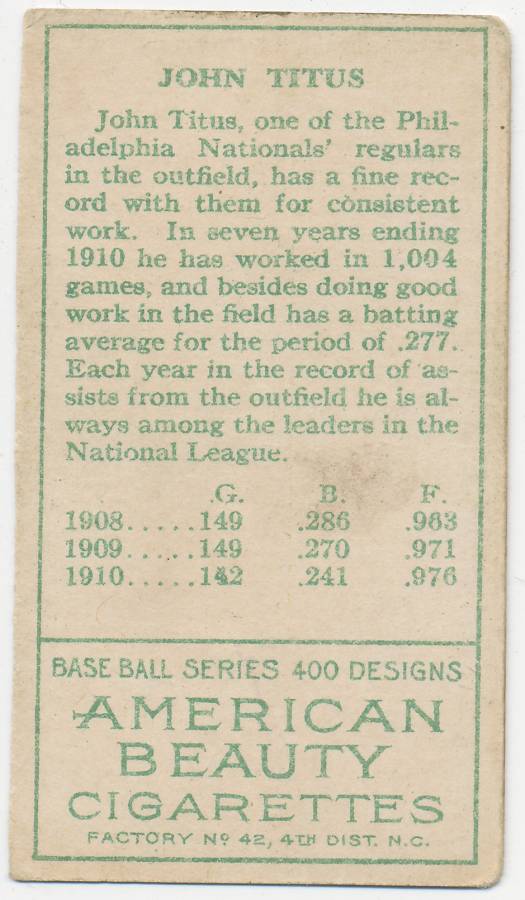 JOHN TITUS
John Titus, one of the Phil-
adelphia Nationals' regulars
in the outfield, has a fine rec-
ord with them for consistent
work. In seven years ending
1910 he has worked in 1,004
games, and besides doing good
work in the field has a batting
average for the period of .277.
Each year in the record of as-
sists from the outfield he is al-
ways among the leaders in the
National League.
G. B. F.
1908.....149 .286 .963
1909.....149 .270 .971
1910.....142 .241 .976
BASE BALL SERIES 400 DESIGNS
AMERICAN
BEAUTY
CIGARETTES
FACTORY Nº 42, 4TH DIST. N.C.